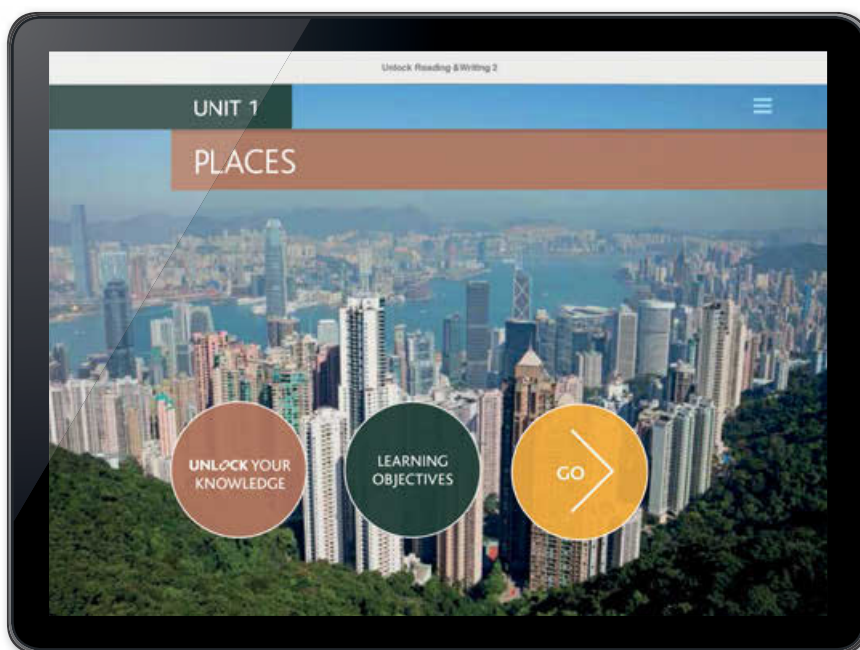 Unlock Reading & Writing 2
UNIT 1
PLACES
UNLOCK YOUR
KNOWLEDGE
LEARNING
OBJECTIVES
GO